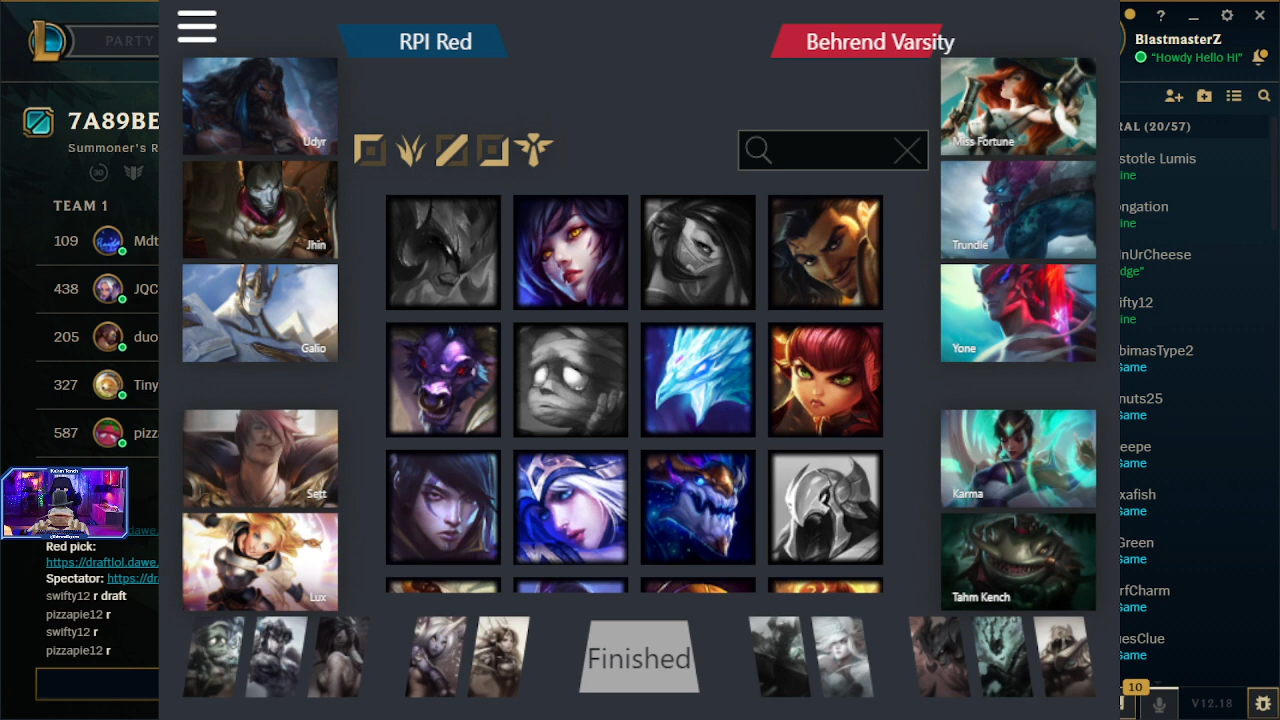 PARTY
RPI Red
Behrend Varsity
BlastmasterZ
"Howdy Hello Hi"
7A89BE
Summoner's R
30
TEAM 1
109 Mdt
438 JQC
205 duo
327 Tiny
587 pizz
Udyr
Jhin
Galio
Sett
Lux
Miss Fortune
Trundle
Yone
Karma
Tahm Kench
RAL (20/57)
stotle Lumis
ine
ongation
ine
inUrCheese
dge"
ifty12
ine
bimasType2
Game
nuts25
Game
eepe
Game
xafish
Game
Green
Game
rfCharm
Game
uesClue
Game
.dawe.
Red pick:
https://draftlol.dawe.
Spectator: https://dr
swifty12 r draft
pizzapie12 r
swifty12 r
pizzapie12 r
Finished
10
V12.18